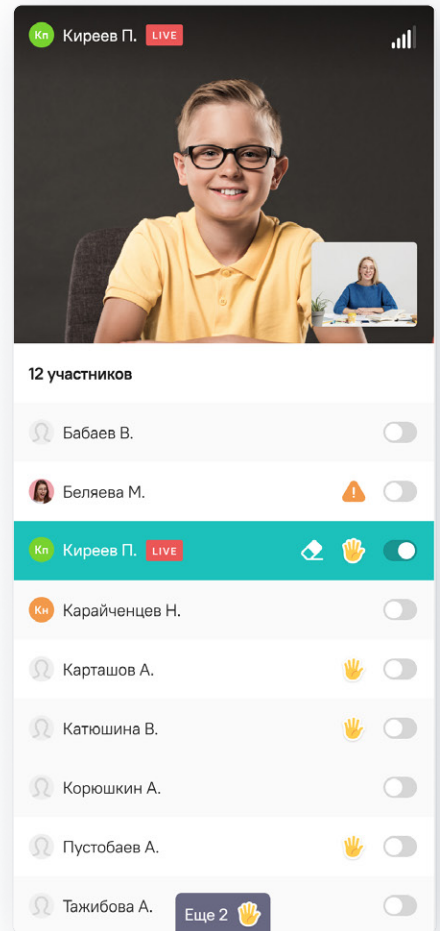 Кп Киреев П. LIVE
12 участников
Бабаев В.
Беляева М.
Кп Киреев П. LIVE
Кн Карайченцев Н.
Карташов А.
Катюшина В.
Корюшкин А.
Пустобаев А.
Тажибова А.
Еще 2